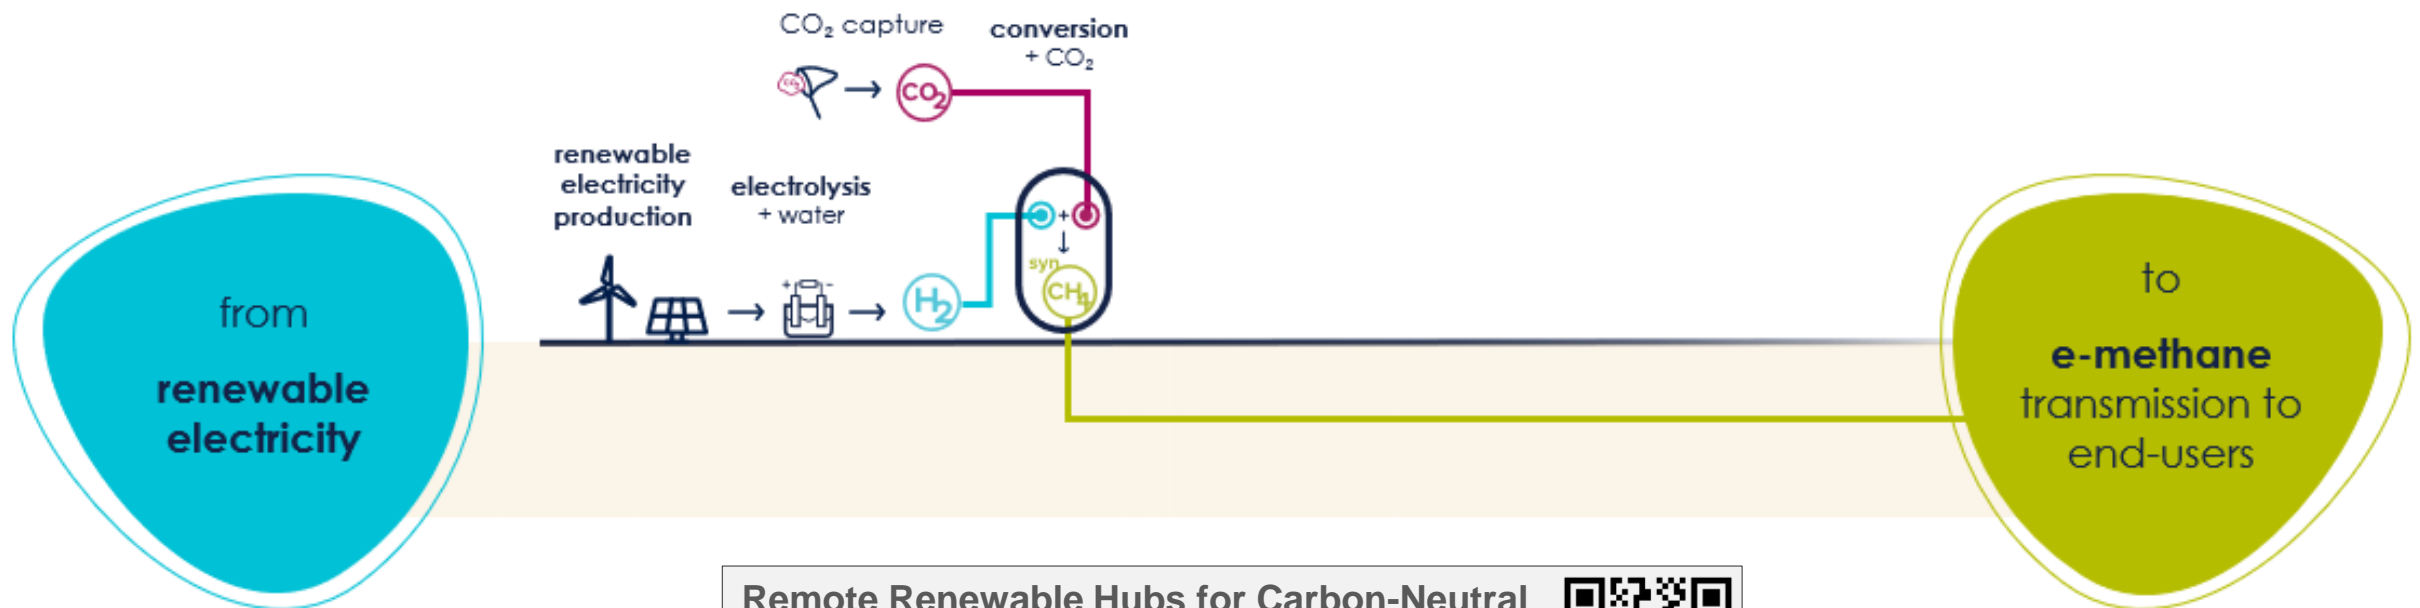 from
renewable
electricity
renewable
electricity
production
electrolysis
+ water
+ -
H2
CO₂ capture
CO2
CO2
conversion
+ CO₂
+
syn
CH4
to
e-methane
transmission to
end-users
Remote Renewable Hubs for Carbon-Neutral